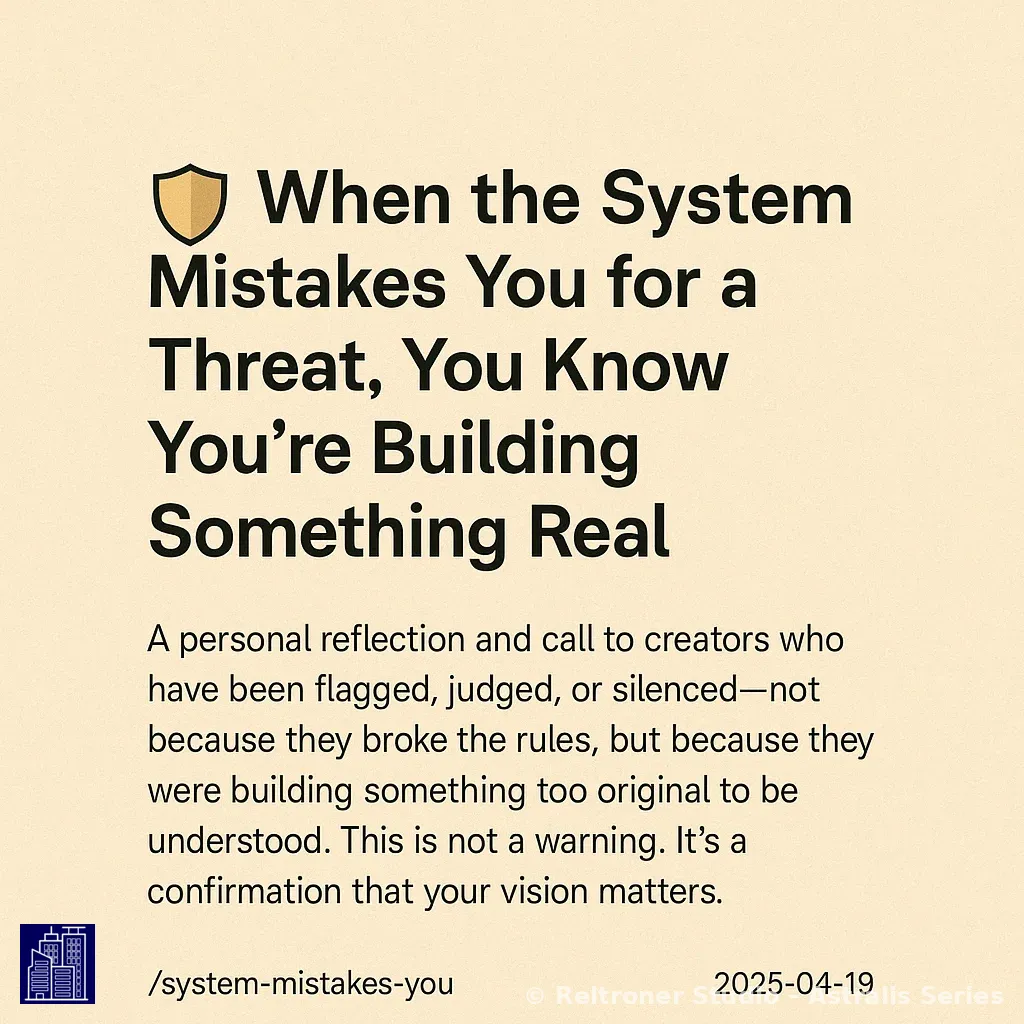 When the System
Mistakes You for a
Threat, You Know
You’re Building
Something Real
A personal reflection and call to creators who
have been flagged, judged, or silenced—not
because they broke the rules, but because they
were building something too original to be
understood. This is not a warning. It’s a
confirmation that your vision matters.
/system-mistakes-you
2025-04-19
© Reltroner Studio - Astralis Series